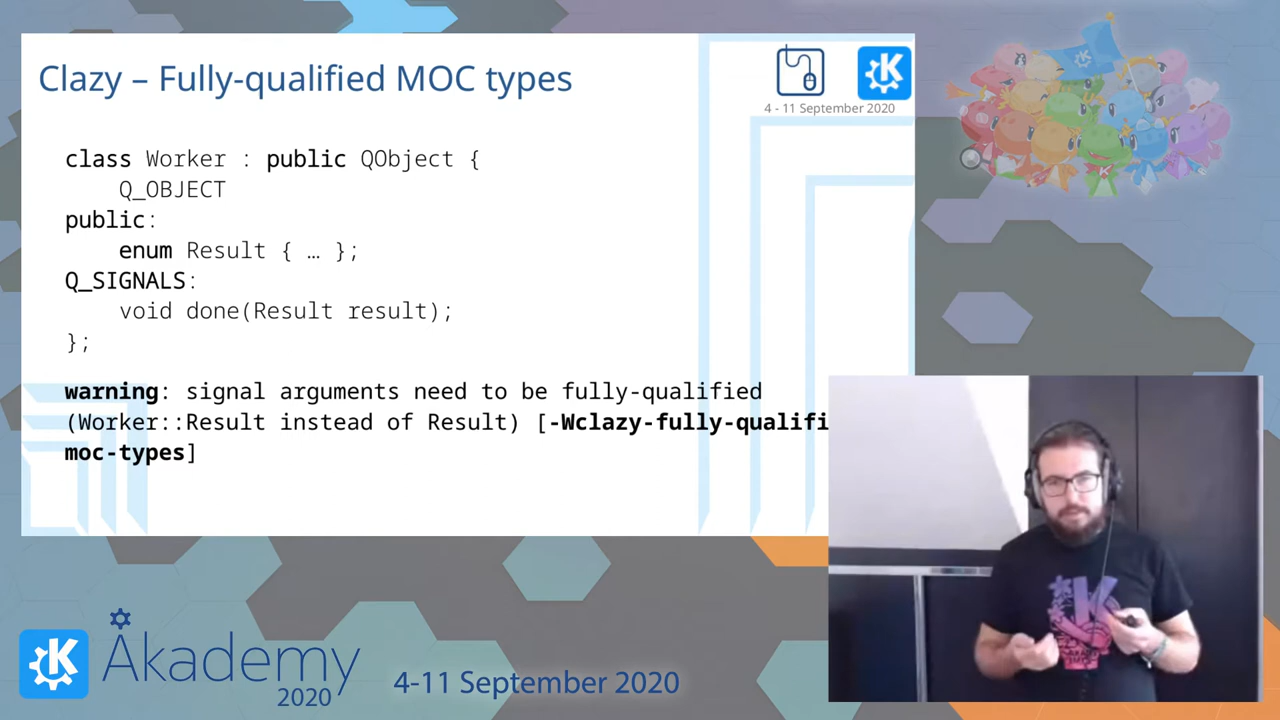 Clazy – Fully-qualified MOC types
4 - 11 September 2020
class Worker : public QObject {
Q_OBJECT
public:
enum Result { … };
Q_SIGNALS:
void done(Result result);
};
warning: signal arguments need to be fully-qualified
(Worker::Result instead of Result) [-Wclazy-fully-qualifi
moc-types]
Akademy
2020
4-11 September 2020